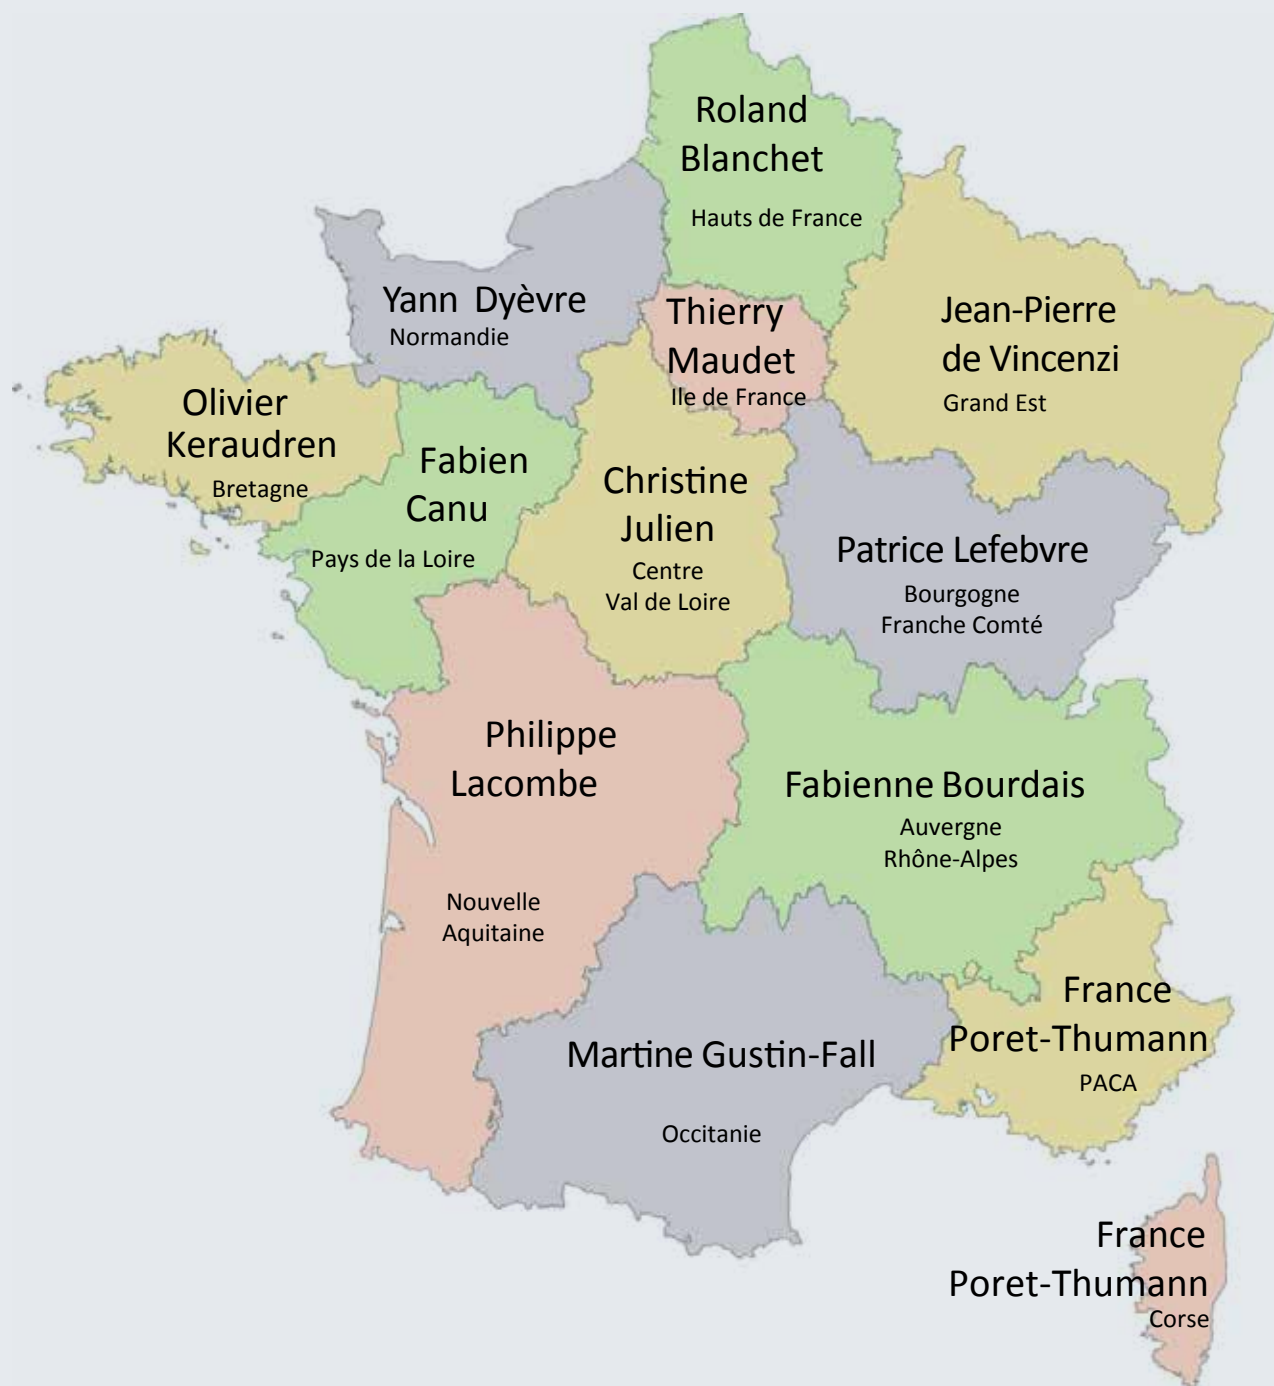 Roland
Blanchet
Hauts de France
Yann Dyèvre
Normandie
Thierry
Maudet
Ile de France
Jean-Pierre
de Vincenzi
Grand Est
Olivier
Keraudren
Bretagne
Fabien
Canu
Pays de la Loire
Christine
Julien
Centre
Val de Loire
Patrice Lefebvre
Bourgogne
Franche Comté
Philippe
Lacombe
Nouvelle
Aquitaine
Fabienne Bourdais
Auvergne
Rhône-Alpes
Martine Gustin-Fall
Occitanie
France
Poret-Thumann
PACA
France
Poret-Thumann
Corse